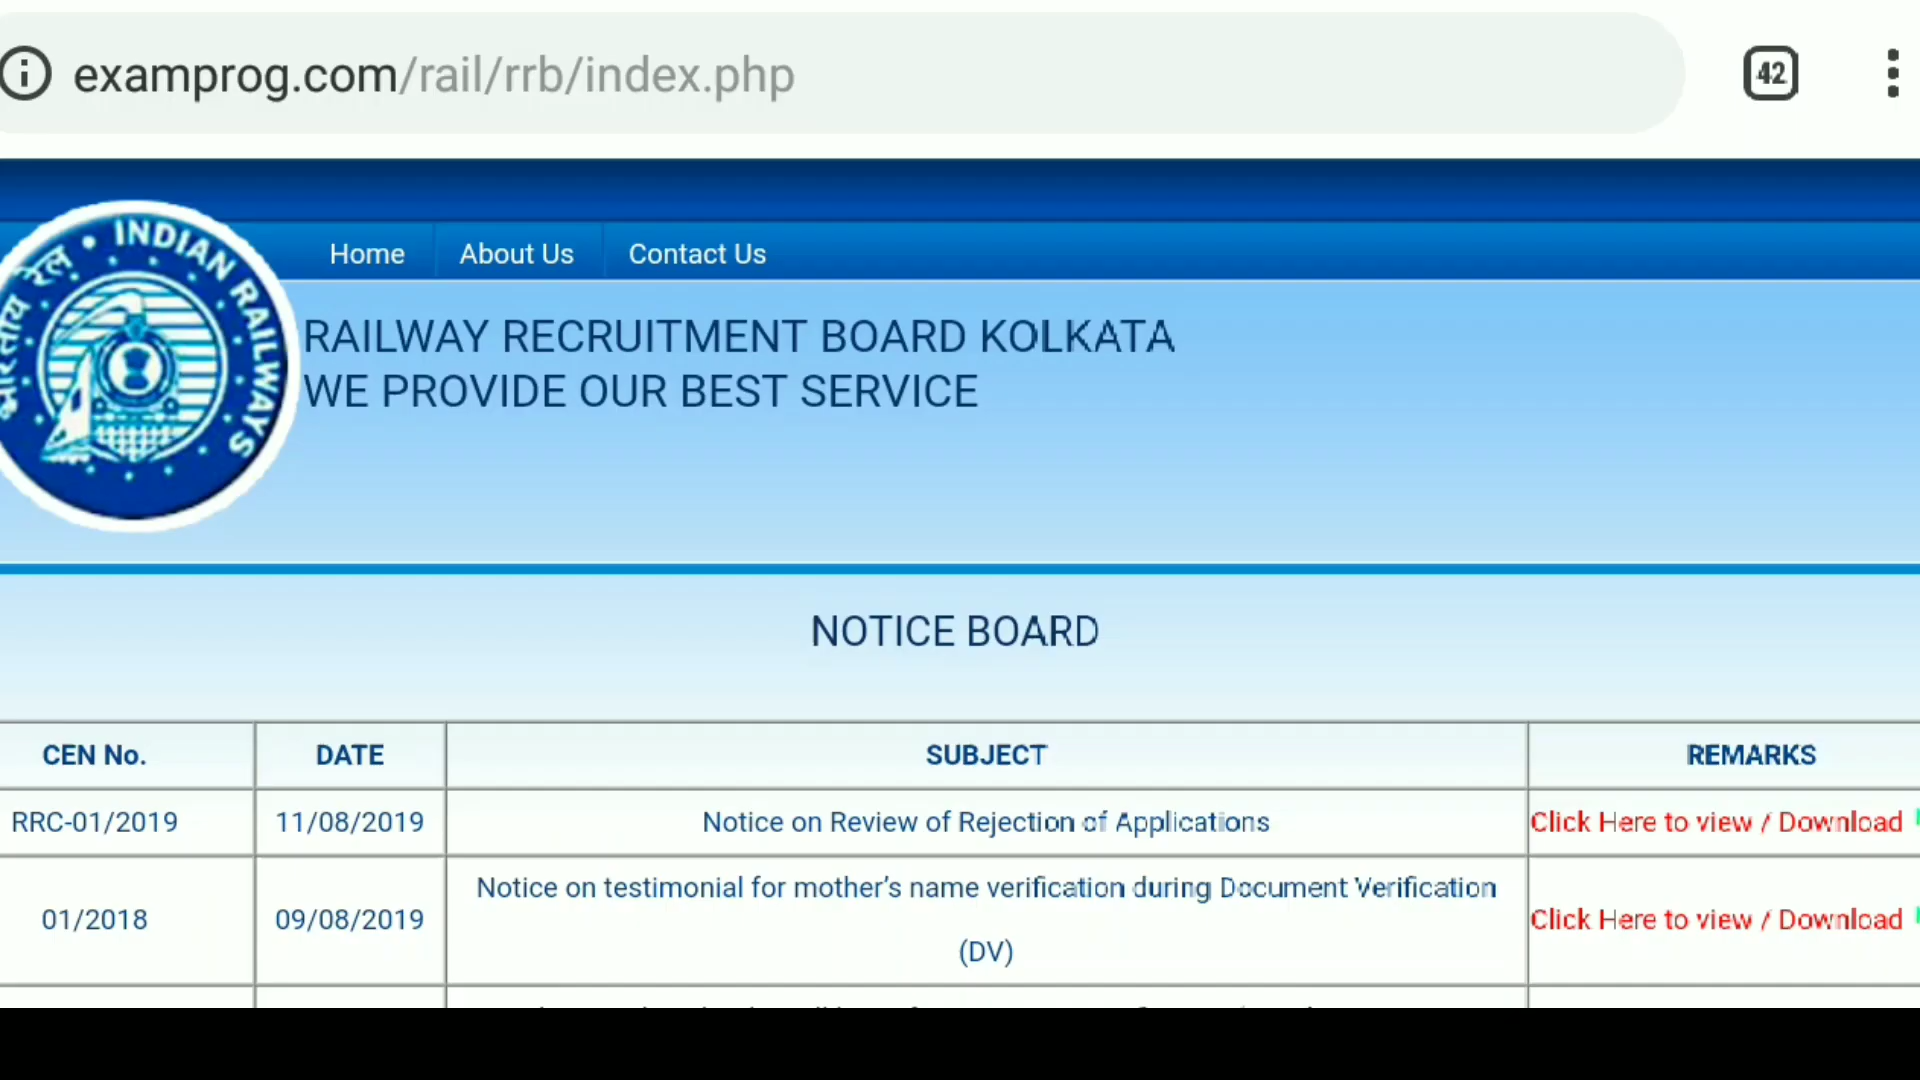 examprog.com/rail/rrb/index.php
42
Home About Us Contact Us
भारतीय रेल • INDIAN RAILWAYS
RAILWAY RECRUITMENT BOARD KOLKATA
WE PROVIDE OUR BEST SERVICE
NOTICE BOARD
CEN No. DATE SUBJECT REMARKS
RRC-01/2019 11/08/2019 Notice on Review of Rejection of Applications Click Here to view / Download
01/2018 09/08/2019 Notice on testimonial for mother’s name verification during Document Verification
(DV) Click Here to view / Download